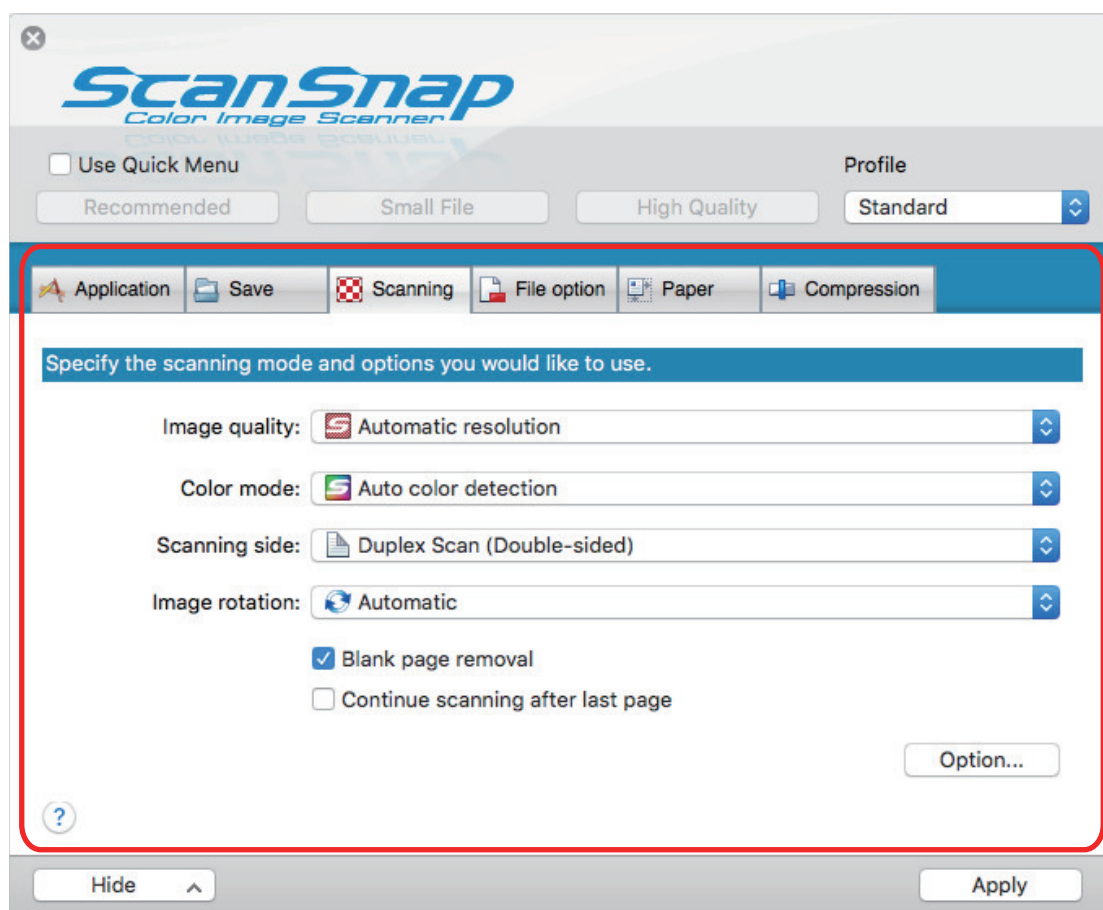 ScanSnap
Color Image Scanner
Use Quick Menu
Profile
Recommended Small File High Quality Standard
Application Save Scanning File option Paper Compression
Specify the scanning mode and options you would like to use.
Image quality: Automatic resolution
Color mode: Auto color detection
Scanning side: Duplex Scan (Double-sided)
Image rotation: Automatic
Blank page removal
Continue scanning after last page
Option...
?
Hide Apply